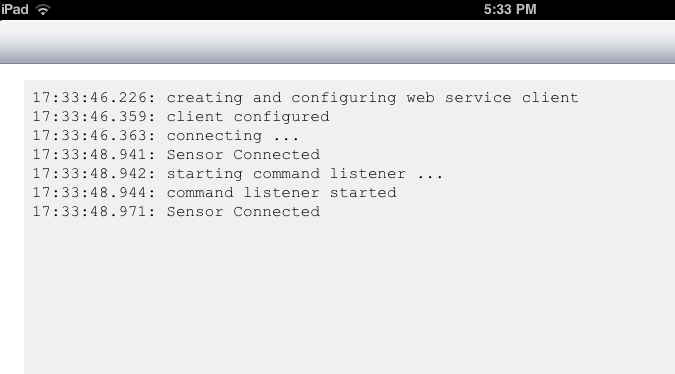 iPad 5:33 PM
17:33:46.226: creating and configuring web service client
17:33:46.359: client configured
17:33:46.363: connecting ...
17:33:48.941: Sensor Connected
17:33:48.942: starting command listener ...
17:33:48.944: command listener started
17:33:48.971: Sensor Connected